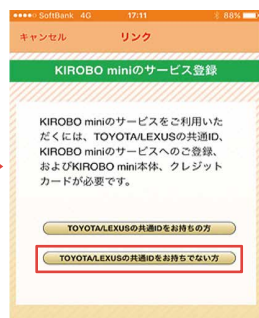 SoftBank 4G 17:11 88%
キャンセル リンク
KIROBO miniのサービス登録
KIROBO miniのサービスをご利用いた
だくには、TOYOTA/LEXUSの共通ID、
KIROBO miniのサービスへのご登録、
およびKIROBO mini本体、クレジット
カードが必要です。
TOYOTA/LEXUSの共通IDをお持ちの方
TOYOTA/LEXUSの共通IDをお持ちでない方